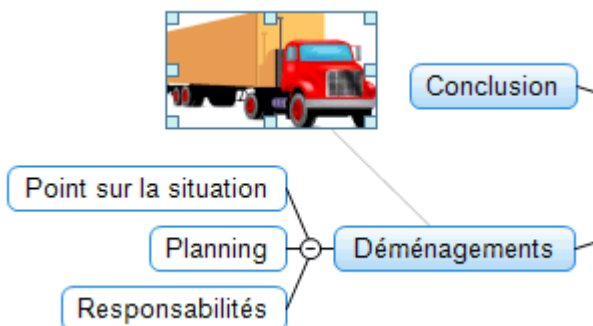 Conclusion
Point sur la situation
Planning
Déménagements
Responsabilités